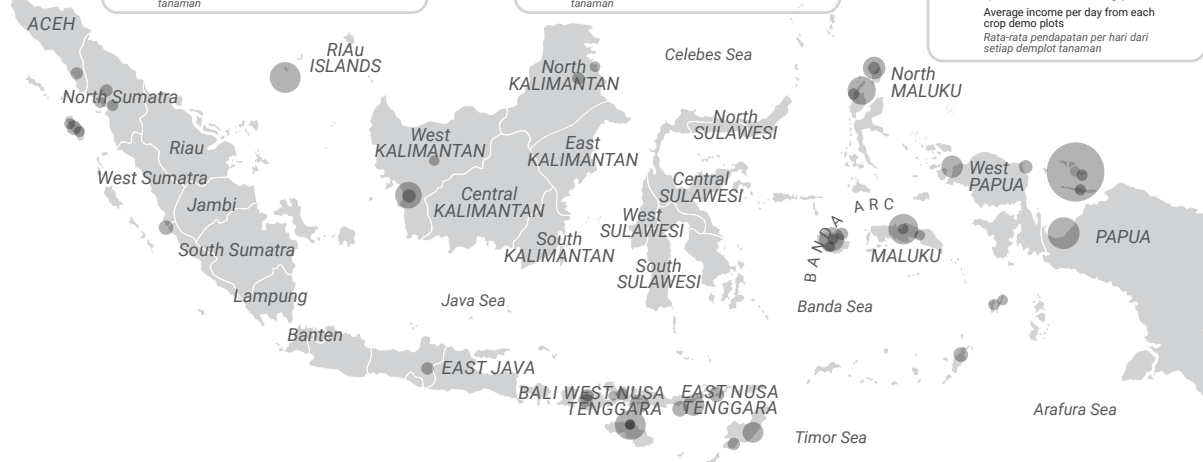 tanaman
tanaman
Average income per day from each
crop demo plots
Rata-rata pendapatan per hari dari
setiap demplot tanaman
ACEH
RIAu
ISLANDS
North Sumatra
Riau
West Sumatra
Jambi
South Sumatra
Lampung
Banten
North
KALIMANTAN
West
KALIMANTAN
East
KALIMANTAN
Central
KALIMANTAN
South
KALIMANTAN
Celebes Sea
North
SULAWESI
Central
SULAWESI
West
SULAWESI
South
SULAWESI
North
MALUKU
West
PAPUA
BANDA ARC
MALUKU
PAPUA
Java Sea
Banda Sea
EAST JAVA
BALI WEST NUSA
TENGGARA
EAST NUSA
TENGGARA
Timor Sea
Arafura Sea